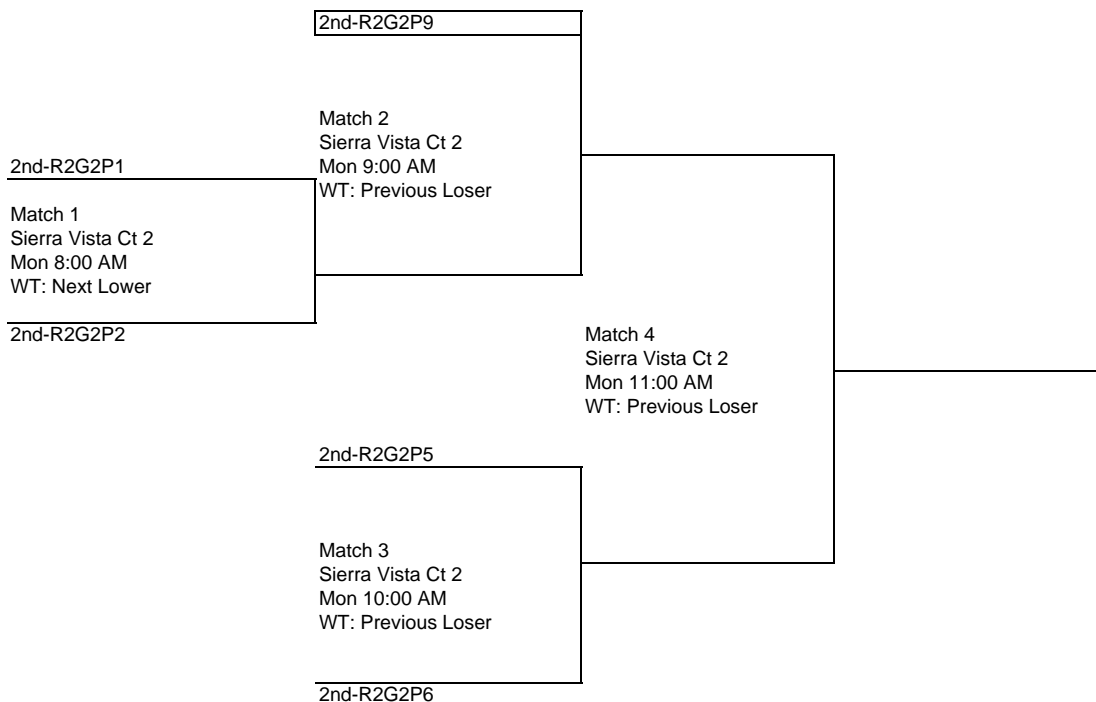 2nd-R2G2P9
Match 2
Sierra Vista Ct 2
Mon 9:00 AM
WT: Previous Loser
2nd-R2G2P1
Match 1
Sierra Vista Ct 2
Mon 8:00 AM
WT: Next Lower
2nd-R2G2P2
Match 4
Sierra Vista Ct 2
Mon 11:00 AM
WT: Previous Loser
2nd-R2G2P5
Match 3
Sierra Vista Ct 2
Mon 10:00 AM
WT: Previous Loser
2nd-R2G2P6